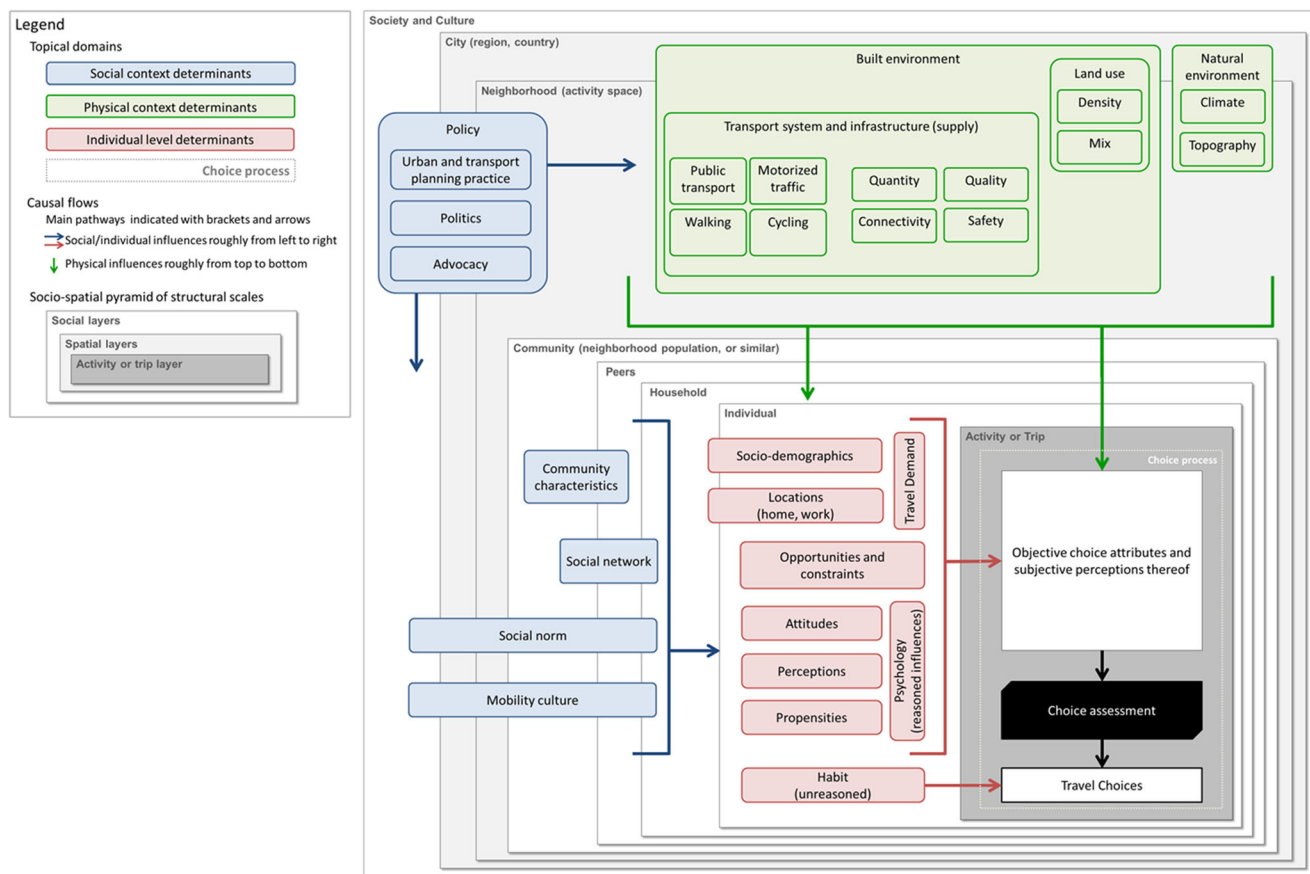 Legend
Topical domains
Social context determinants
Physical context determinants
Individual level determinants
Choice process
Causal flows
Main pathways indicated with brackets and arrows
Social/individual influences roughly from left to right
Physical influences roughly from top to bottom
Socio-spatial pyramid of structural scales
Social layers
Spatial layers
Activity or trip layer
Society and Culture
City (region, country)
Neighborhood (activity space)
Policy
Urban and transport
planning practice
Politics
Advocacy
Built environment
Transport system and infrastructure (supply)
Public
transport
Motorized
traffic
Walking
Cycling
Quantity
Quality
Connectivity
Safety
Land use
Density
Mix
Natural
environment
Climate
Topography
Community (neighborhood population, or similar)
Peers
Household
Individual
Community
characteristics
Social network
Social norm
Mobility culture
Socio-demographics
Locations
(home, work)
Travel Demand
Opportunities and
constraints
Attitudes
Perceptions
Propensities
Psychology
(reasoned influences)
Habit
(unreasoned)
Activity or Trip
Choice process
Objective choice attributes and
subjective perceptions thereof
Choice assessment
Travel Choices